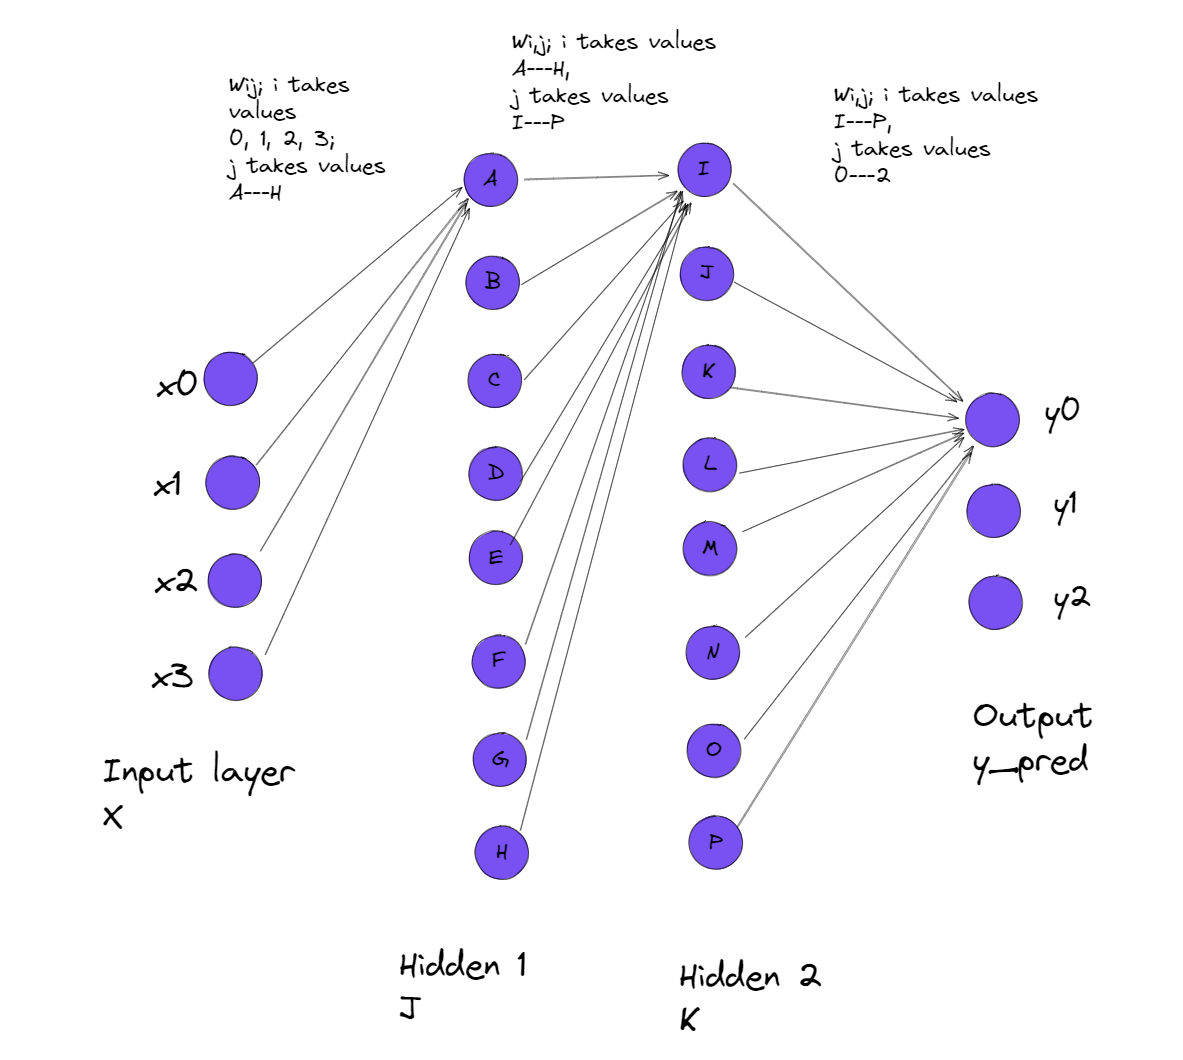 Wij; i takes
values
0, 1, 2, 3;
j takes values
A---H
Wi,j; i takes values
A---H,
j takes values
I---P
Wi,j; i takes values
I---P,
j takes values
0---2
x0
x1
x2
x3
Input layer
X
A
B
C
D
E
F
G
H
Hidden 1
J
I
J
K
L
M
N
O
P
Hidden 2
K
y0
y1
y2
Output
y_pred